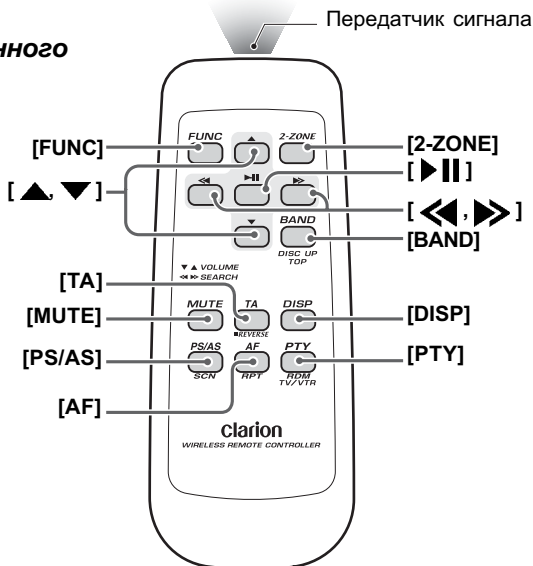 Передатчик сигнала
нного
FUNC
2-ZONE
[FUNC]
[2-ZONE]
[ ▲, ▼ ]
[ ▶❙❙ ]
[ ◀◀ , ▶▶ ]
BAND
[BAND]
DISC UP
TOP
▼ ▲ VOLUME
◀◀ ▶▶ SEARCH
[TA]
MUTE
TA
DISP
[MUTE]
[DISP]
■REVERSE
PS/AS
AF
PTY
[PS/AS]
[PTY]
SCN
RPT
RDM
TV/VTR
[AF]
clarion
WIRELESS REMOTE CONTROLLER